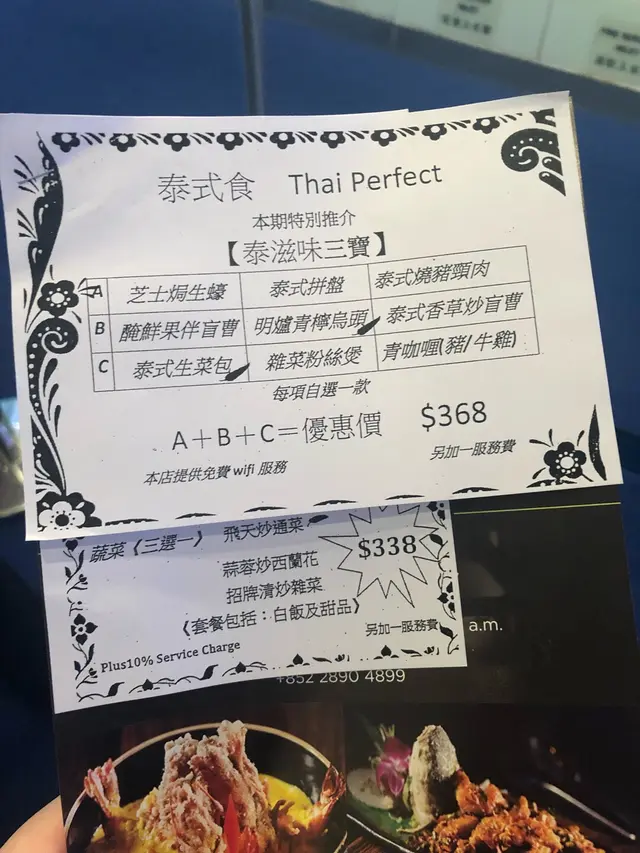 泰式食 Thai Perfect
本期特別推介
【泰滋味三寶】
A 芝士焗生蠔 泰式拼盤 泰式燒豬頸肉
B 醃鮮果伴盲曹 明爐青檸烏頭 泰式香草炒盲曹
C 泰式生菜包 雜菜粉絲煲 青咖喱(豬/牛雞)
每項自選一款
A＋B＋C＝優惠價 $368
本店提供免費 wifi 服務 另加一服務費
蔬菜《三選一》 飛天炒通菜
蒜蓉炒西蘭花
招牌清炒雜菜
$338
《套餐包括：白飯及甜品》
另加一服務費
Plus10% Service Charge
a.m.
+852 2890 4899